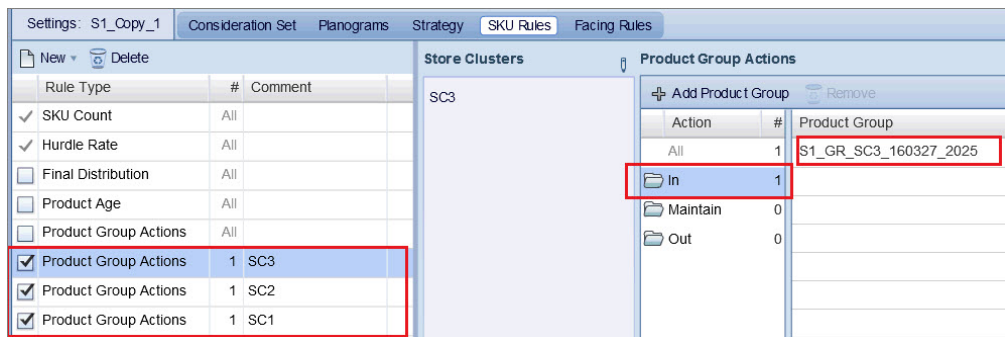 Settings: S1_Copy_1 Consideration Set Planograms Strategy SKU Rules Facing Rules
New Delete
Rule Type # Comment
SKU Count All
Hurdle Rate All
Final Distribution All
Product Age All
Product Group Actions All
Product Group Actions 1 SC3
Product Group Actions 1 SC2
Product Group Actions 1 SC1
Store Clusters
SC3
Product Group Actions
Add Product Group Remove
Action # Product Group
All 1 S1_GR_SC3_160327_2025
In 1
Maintain 0
Out 0